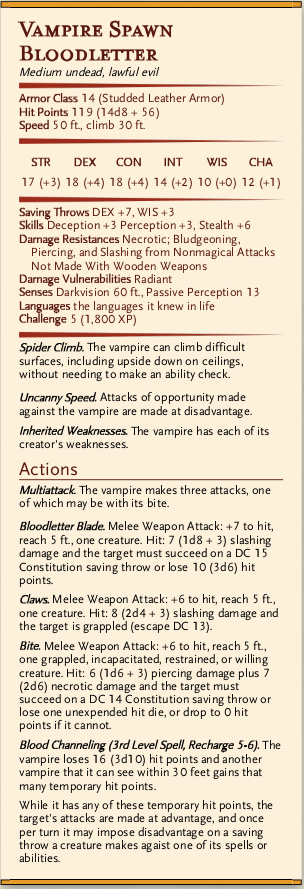 Vampire Spawn
Bloodletter
Medium undead, lawful evil
Armor Class 14 (Studded Leather Armor)
Hit Points 119 (14d8 + 56)
Speed 50 ft., climb 30 ft.
STR DEX CON INT WIS CHA
17 (+3) 18 (+4) 18 (+4) 14 (+2) 10 (+0) 12 (+1)
Saving Throws DEX +7, WIS +3
Skills Deception +3 Perception +3, Stealth +6
Damage Resistances Necrotic; Bludgeoning,
Piercing, and Slashing from Nonmagical Attacks
Not Made With Wooden Weapons
Damage Vulnerabilities Radiant
Senses Darkvision 60 ft., Passive Perception 13
Languages the languages it knew in life
Challenge 5 (1,800 XP)
Spider Climb. The vampire can climb difficult
surfaces, including upside down on ceilings,
without needing to make an ability check.
Uncanny Speed. Attacks of opportunity made
against the vampire are made at disadvantage.
Inherited Weaknesses. The vampire has each of its
creator's weaknesses.
Actions
Multiattack. The vampire makes three attacks, one
of which may be with its bite.
Bloodletter Blade. Melee Weapon Attack: +7 to hit,
reach 5 ft., one creature. Hit: 7 (1d8 + 3) slashing
damage and the target must succeed on a DC 15
Constitution saving throw or lose 10 (3d6) hit
points.
Claws. Melee Weapon Attack: +6 to hit, reach 5 ft.,
one creature. Hit: 8 (2d4 + 3) slashing damage and
the target is grappled (escape DC 13).
Bite. Melee Weapon Attack: +6 to hit, reach 5 ft.,
one grappled, incapacitated, restrained, or willing
creature. Hit: 6 (1d6 + 3) piercing damage plus 7
(2d6) necrotic damage and the target must
succeed on a DC 14 Constitution saving throw or
lose one unexpended hit die, or drop to 0 hit
points if it cannot.
Blood Channeling (3rd Level Spell, Recharge 5-6). The
vampire loses 16 (3d10) hit points and another
vampire that it can see within 30 feet gains that
many temporary hit points.
While it has any of these temporary hit points, the
target's attacks are made at advantage, and once
per turn it may impose disadvantage on a saving
throw a creature makes agaist one of its spells or
abilities.